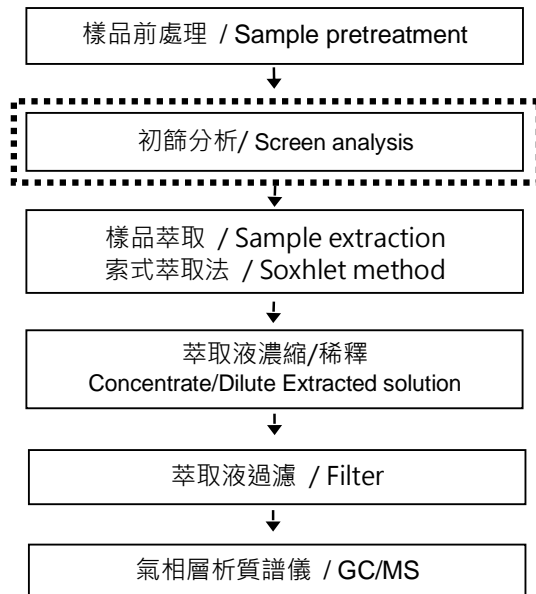 樣品前處理 / Sample pretreatment
初篩分析/ Screen analysis
樣品萃取 / Sample extraction
索式萃取法 / Soxhlet method
萃取液濃縮/稀釋
Concentrate/Dilute Extracted solution
萃取液過濾 / Filter
氣相層析質譜儀 / GC/MS